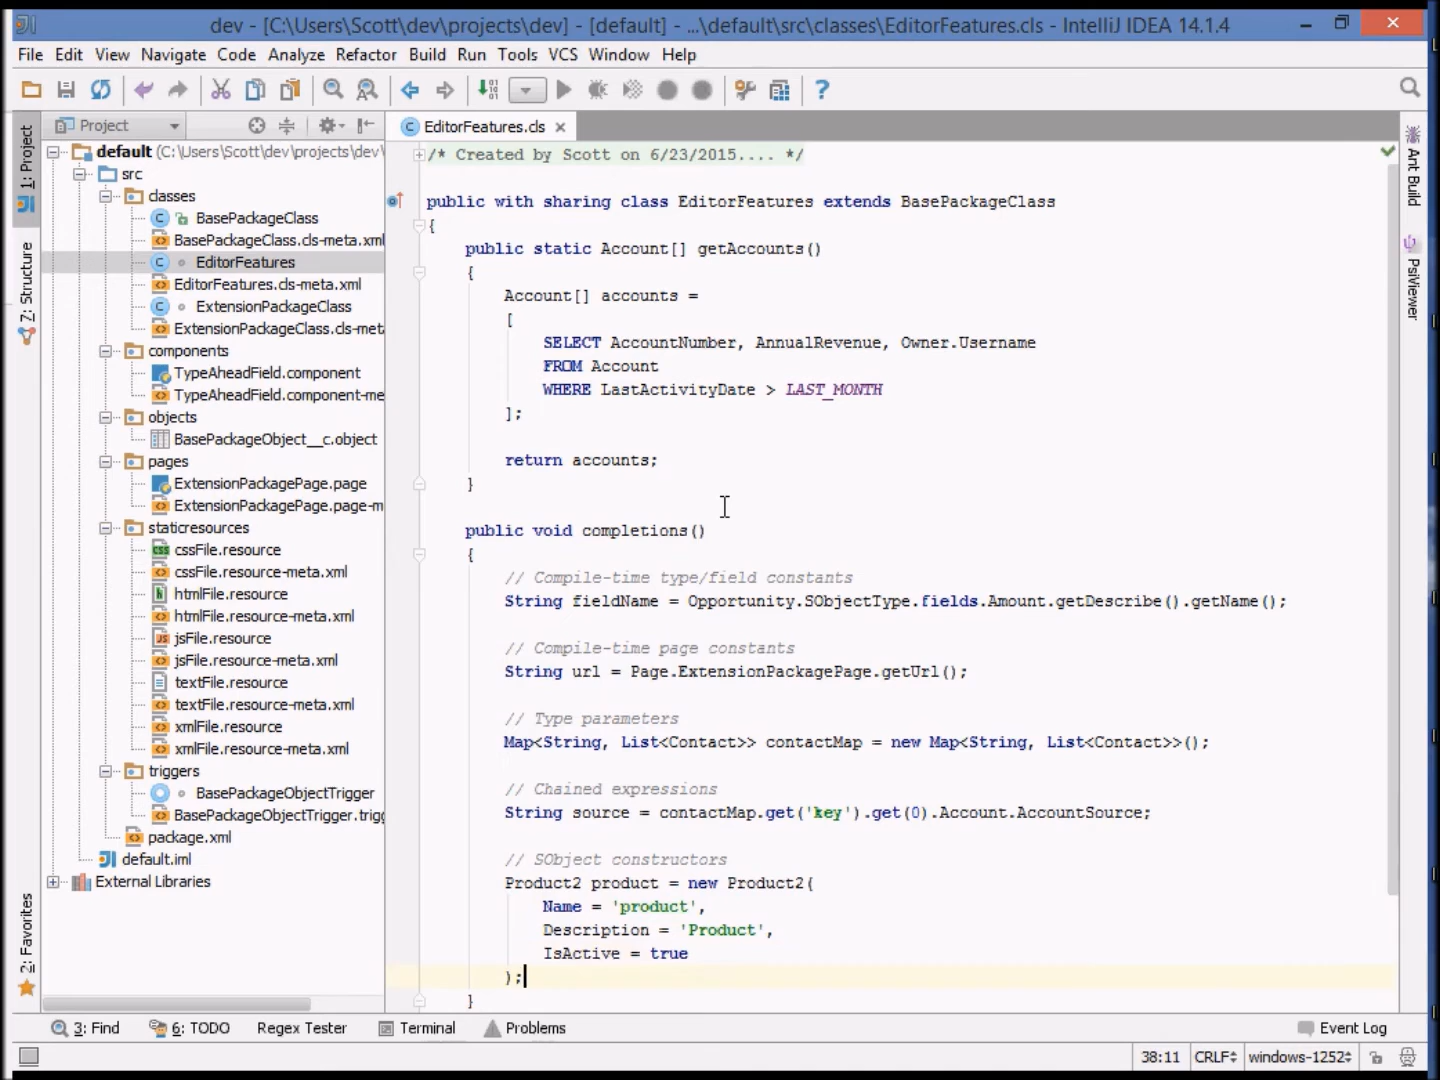 dev - [C:\Users\Scott\dev\projects\dev] - [default] - ...\default\src\classes\EditorFeatures.cls - IntelliJ IDEA 14.1.4
File Edit View Navigate Code Analyze Refactor Build Run Tools VCS Window Help
Project
EditorFeatures.cls
1: Project
Z: Structure
2: Favorites
default (C:\Users\Scott\dev\projects\dev\
src
classes
BasePackageClass
BasePackageClass.cls-meta.xml
EditorFeatures
EditorFeatures.cls-meta.xml
ExtensionPackageClass
ExtensionPackageClass.cls-meta
components
TypeAheadField.component
TypeAheadField.component-me
objects
BasePackageObject__c.object
pages
ExtensionPackagePage.page
ExtensionPackagePage.page-m
staticresources
cssFile.resource
cssFile.resource-meta.xml
htmlFile.resource
htmlFile.resource-meta.xml
jsFile.resource
jsFile.resource-meta.xml
textFile.resource
textFile.resource-meta.xml
xmlFile.resource
xmlFile.resource-meta.xml
triggers
BasePackageObjectTrigger
BasePackageObjectTrigger.trigg
package.xml
default.iml
External Libraries
/* Created by Scott on 6/23/2015.... */
public with sharing class EditorFeatures extends BasePackageClass
{
public static Account[] getAccounts()
{
Account[] accounts =
[
SELECT AccountNumber, AnnualRevenue, Owner.Username
FROM Account
WHERE LastActivityDate > LAST_MONTH
];
return accounts;
}
public void completions()
{
// Compile-time type/field constants
String fieldName = Opportunity.SObjectType.fields.Amount.getDescribe().getName();
// Compile-time page constants
String url = Page.ExtensionPackagePage.getUrl();
// Type parameters
Map<String, List<Contact>> contactMap = new Map<String, List<Contact>>();
// Chained expressions
String source = contactMap.get('key').get(0).Account.AccountSource;
// SObject constructors
Product2 product = new Product2(
Name = 'product',
Description = 'Product',
IsActive = true
);
}
Ant Build
PsiViewer
3: Find 6: TODO Regex Tester Terminal Problems Event Log
38:11 CRLF windows-1252